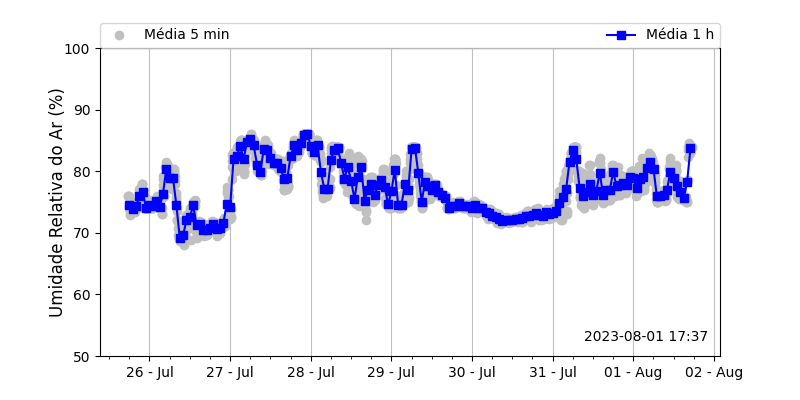 Média 5 min
Média 1 h
Umidade Relativa do Ar (%)
100
90
80
70
60
50
2023-08-01 17:37
26 - Jul
27 - Jul
28 - Jul
29 - Jul
30 - Jul
31 - Jul
01 - Aug
02 - Aug